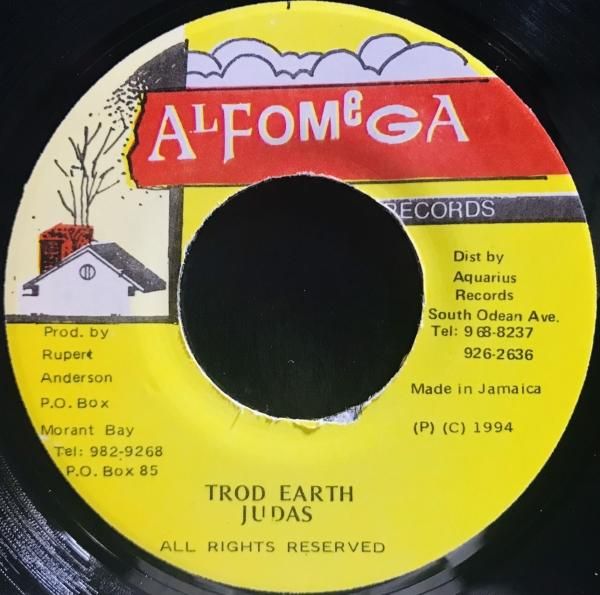 ALFOMeGA
RECORDS
Dist by
Aquarius
Records
South Odean Ave.
Tel: 968-8237
926-2636
Made in Jamaica
(P) (C) 1994
Prod. by
Rupert
Anderson
P.O. Box
Morant Bay
Tel: 982-9268
P.O. Box 85
TROD EARTH
JUDAS
ALL RIGHTS RESERVED